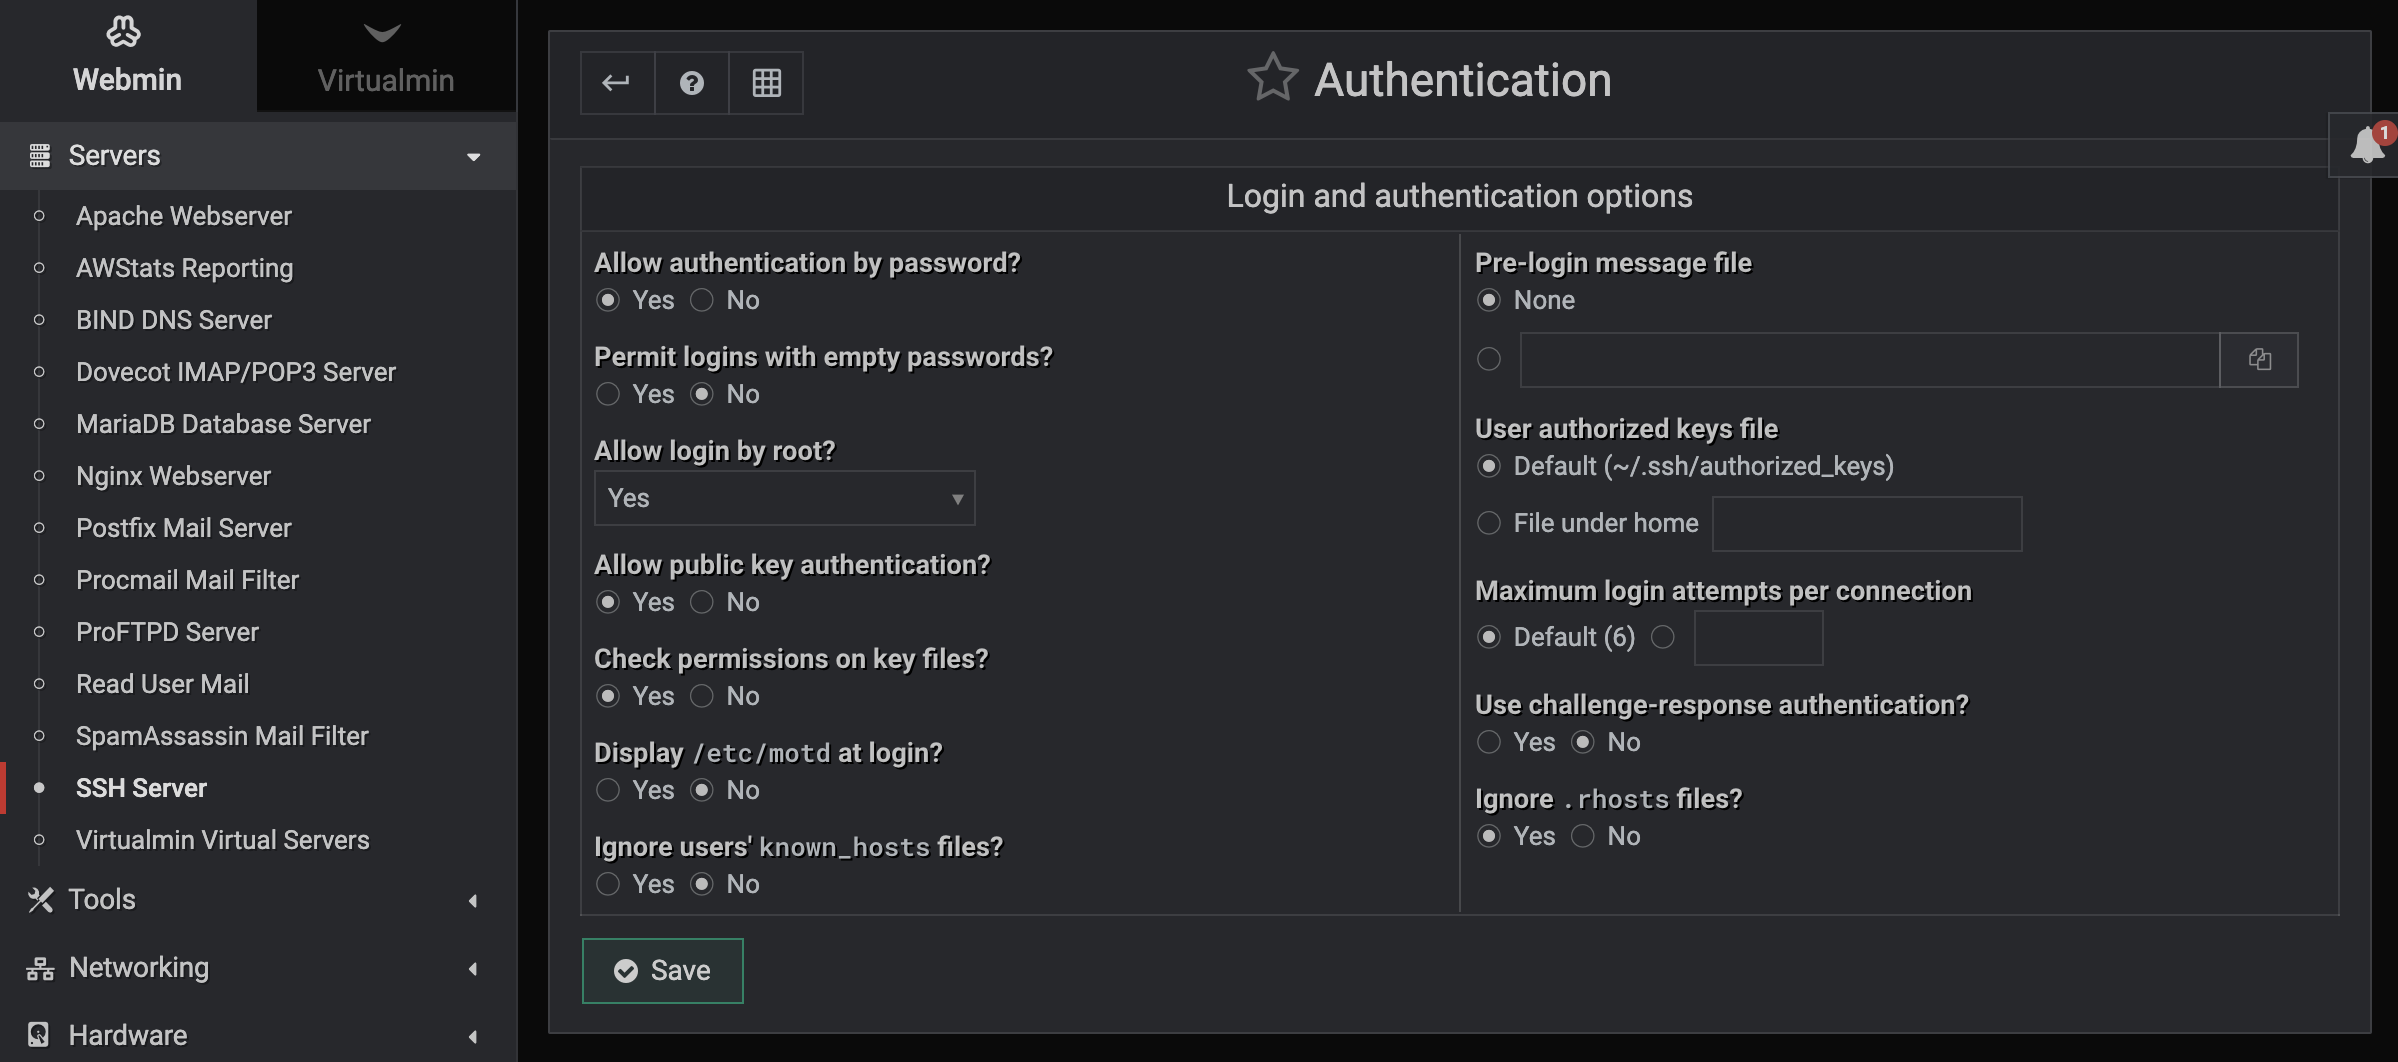 Webmin
Virtualmin
Servers
Apache Webserver
AWStats Reporting
BIND DNS Server
Dovecot IMAP/POP3 Server
MariaDB Database Server
Nginx Webserver
Postfix Mail Server
Procmail Mail Filter
ProFTPD Server
Read User Mail
SpamAssassin Mail Filter
SSH Server
Virtualmin Virtual Servers
Tools
Networking
Hardware
Authentication
1
Login and authentication options
Allow authentication by password?
Yes No
Permit logins with empty passwords?
Yes No
Allow login by root?
Yes
Allow public key authentication?
Yes No
Check permissions on key files?
Yes No
Display /etc/motd at login?
Yes No
Ignore users' known_hosts files?
Yes No
Pre-login message file
None
User authorized keys file
Default (~/.ssh/authorized_keys)
File under home
Maximum login attempts per connection
Default (6)
Use challenge-response authentication?
Yes No
Ignore .rhosts files?
Yes No
Save